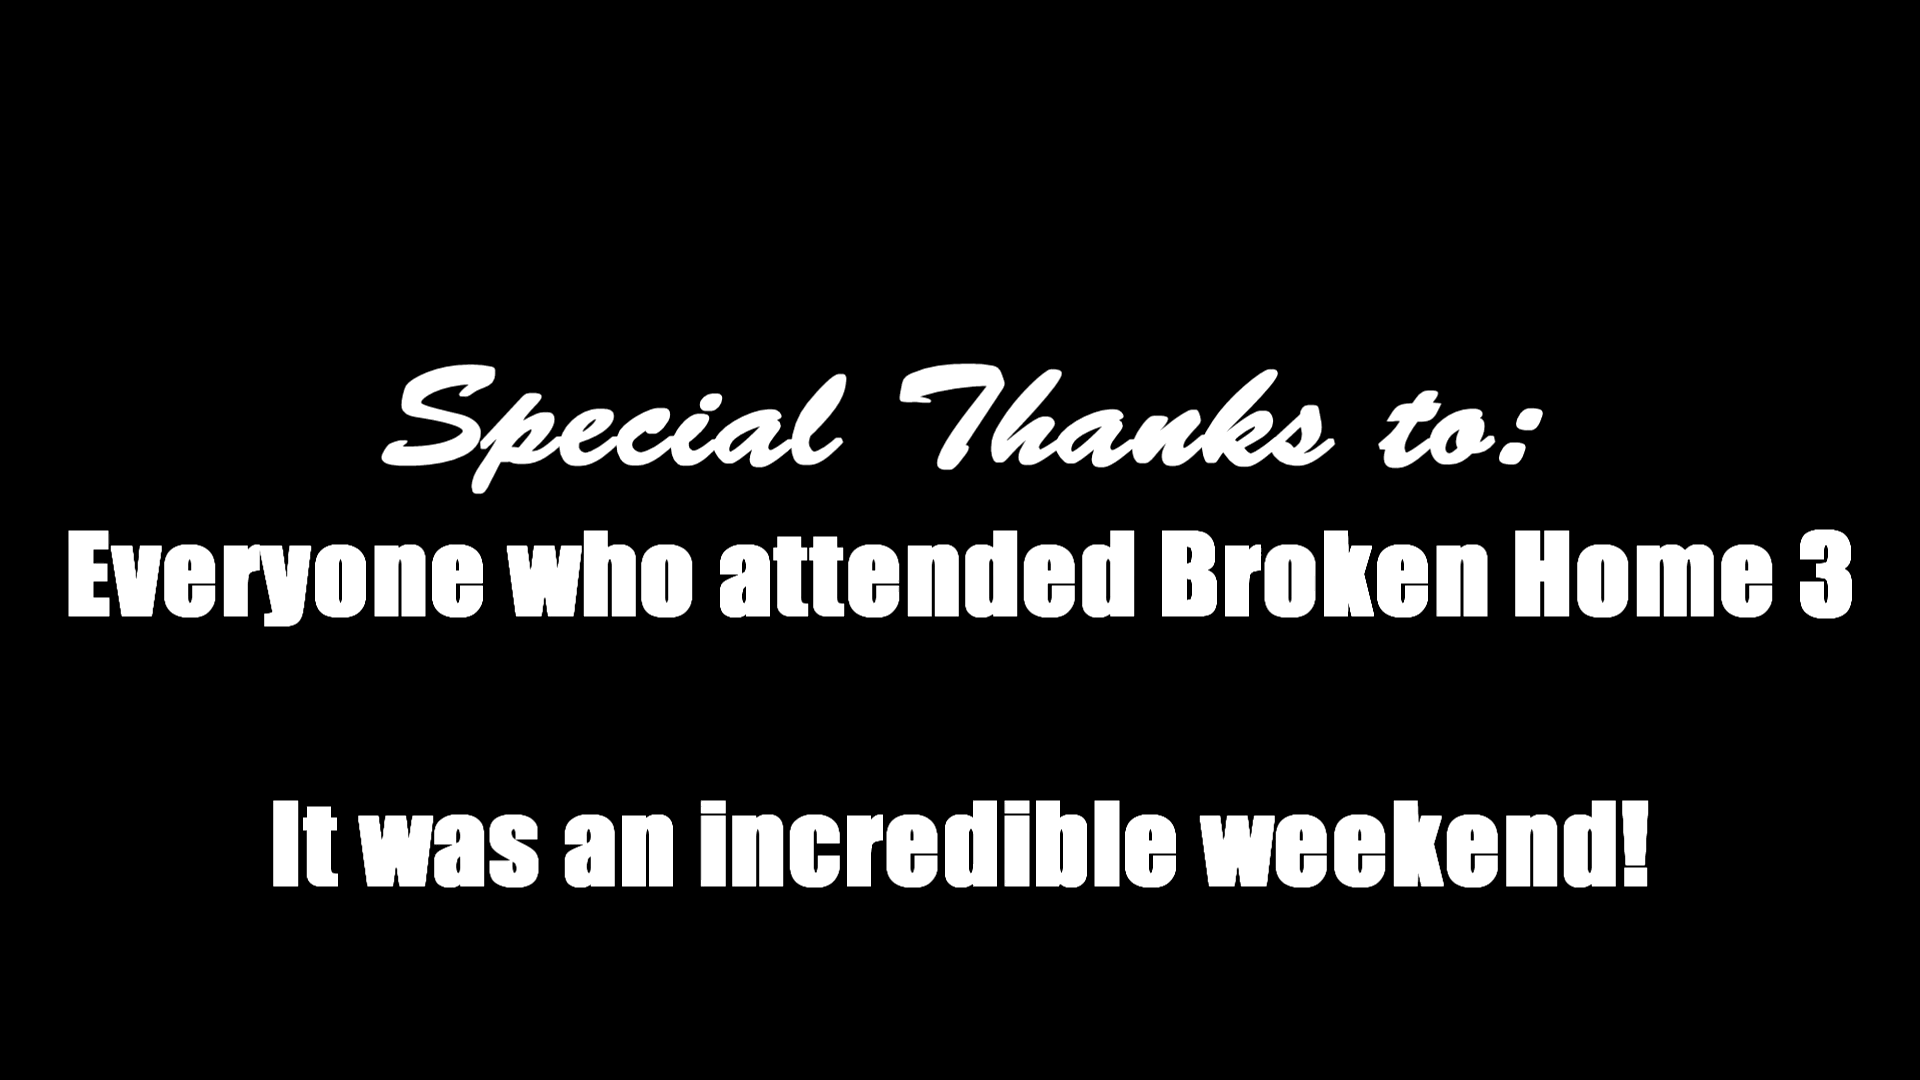 Special Thanks to:
Everyone who attended Broken Home 3
It was an incredible weekend!